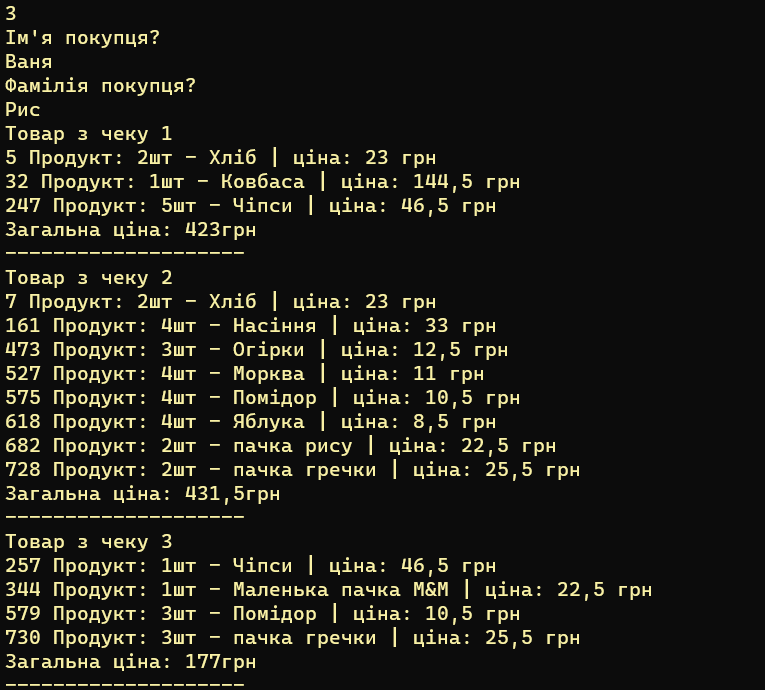 3
Ім'я покупця?
Ваня
Фамілія покупця?
Рис
Товар з чеку 1
5 Продукт: 2шт - Хліб | ціна: 23 грн
32 Продукт: 1шт - Ковбаса | ціна: 144,5 грн
247 Продукт: 5шт - Чіпси | ціна: 46,5 грн
Загальна ціна: 423грн
--------------------
Товар з чеку 2
7 Продукт: 2шт - Хліб | ціна: 23 грн
161 Продукт: 4шт - Насіння | ціна: 33 грн
473 Продукт: 3шт - Огірки | ціна: 12,5 грн
527 Продукт: 4шт - Морква | ціна: 11 грн
575 Продукт: 4шт - Помідор | ціна: 10,5 грн
618 Продукт: 4шт - Яблука | ціна: 8,5 грн
682 Продукт: 2шт - пачка рису | ціна: 22,5 грн
728 Продукт: 2шт - пачка гречки | ціна: 25,5 грн
Загальна ціна: 431,5грн
--------------------
Товар з чеку 3
257 Продукт: 1шт - Чіпси | ціна: 46,5 грн
344 Продукт: 1шт - Маленька пачка M&M | ціна: 22,5 грн
579 Продукт: 3шт - Помідор | ціна: 10,5 грн
730 Продукт: 3шт - пачка гречки | ціна: 25,5 грн
Загальна ціна: 177грн
--------------------